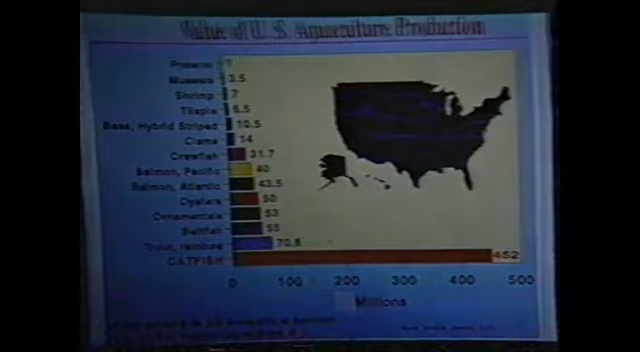 Value of U. S. Aquaculture Production
Prawns 1
Mussels 3.5
Shrimp 7
Tilapia 6.5
Bass, Hybrid Striped 10.5
Clams 14
Crawfish 31.7
Salmon, Pacific 40
Salmon, Atlantic 43.5
Oysters 50
Ornamentals 53
Baitfish 55
Trout, rainbow 70.8
CATFISH 452
0 100 200 300 400 500
Millions